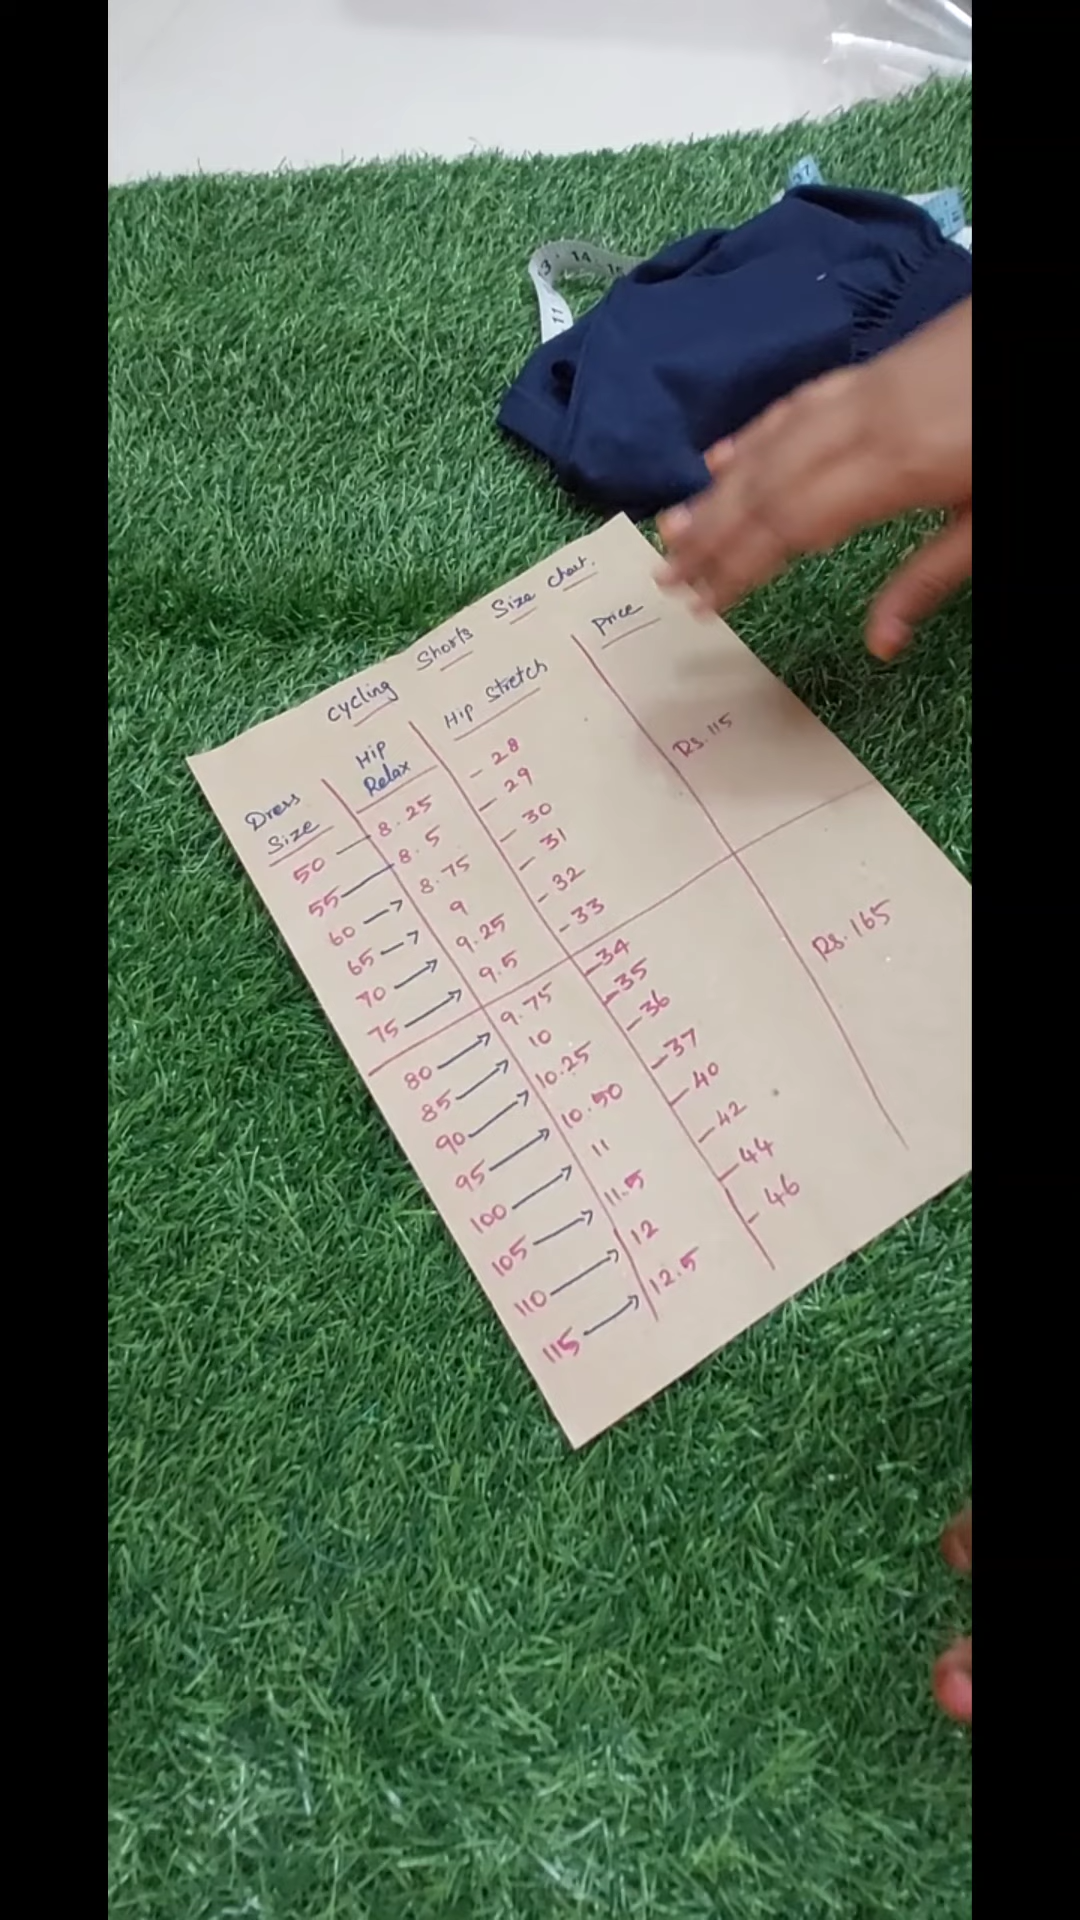 Cycling Shorts Size Chart.
Dress Size Hip Relax Hip Stretch Price
50 8.25 - 28
55 8.5 - 29
60 8.75 - 30
65 9 - 31
70 9.25 - 32
75 9.5 - 33
Rs. 115
80 9.75 - 34
85 10 - 35
90 10.25 - 36
95 10.50 - 37
100 11 - 40
105 11.5 - 42
110 12 - 44
115 12.5 - 46
Rs. 165
14
11